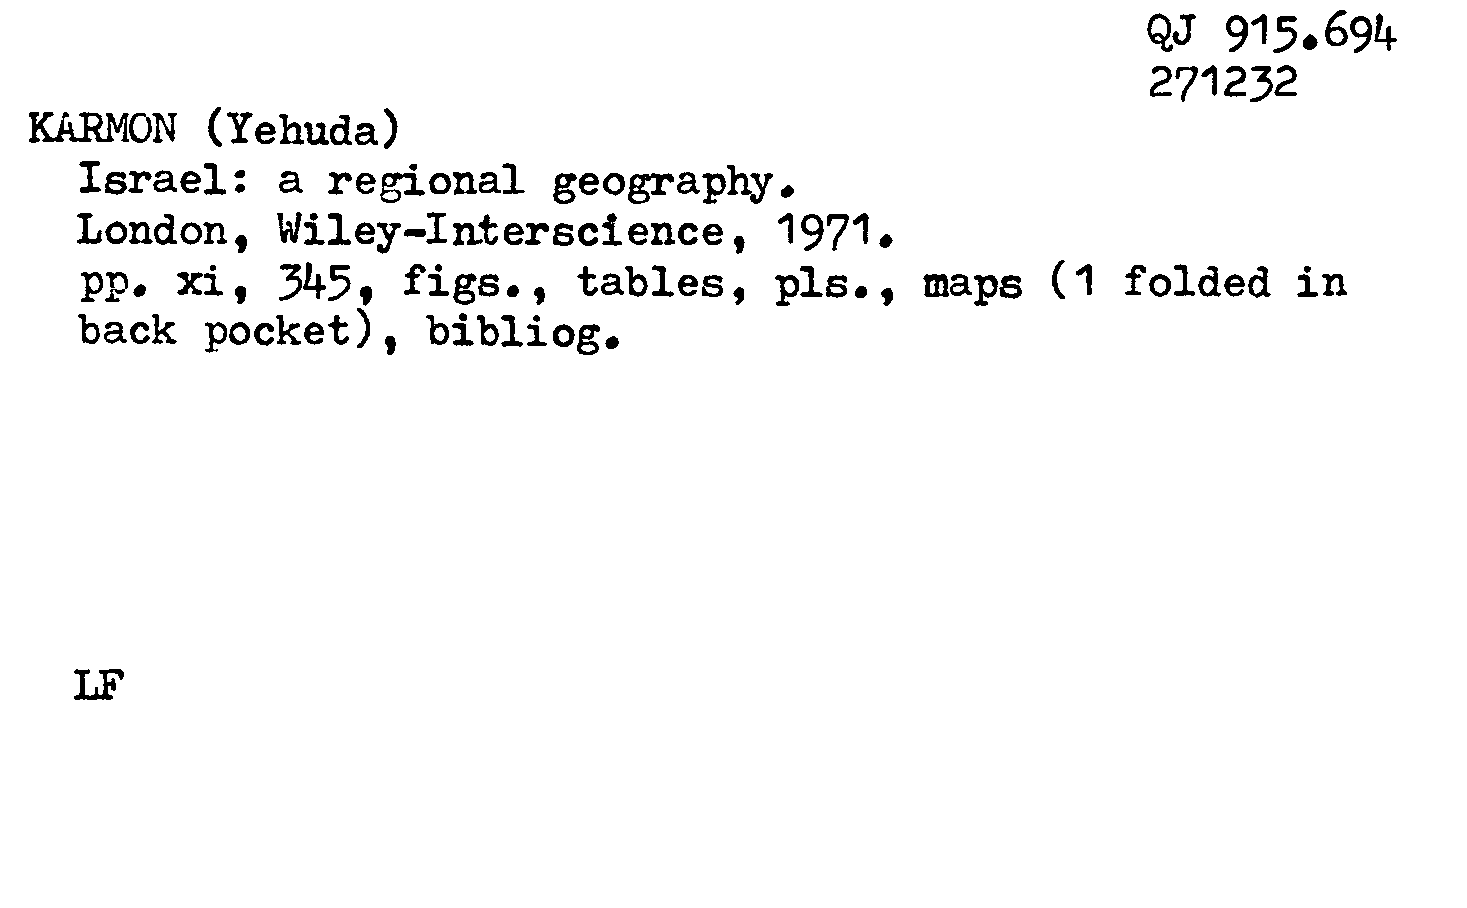 QJ 915.694
271232
KARMON (Yehuda)
Israel: a regional geography.
London, Wiley-Interscience, 1971.
pp. xi, 345, figs., tables, pls., maps (1 folded in
back pocket), bibliog.
LF